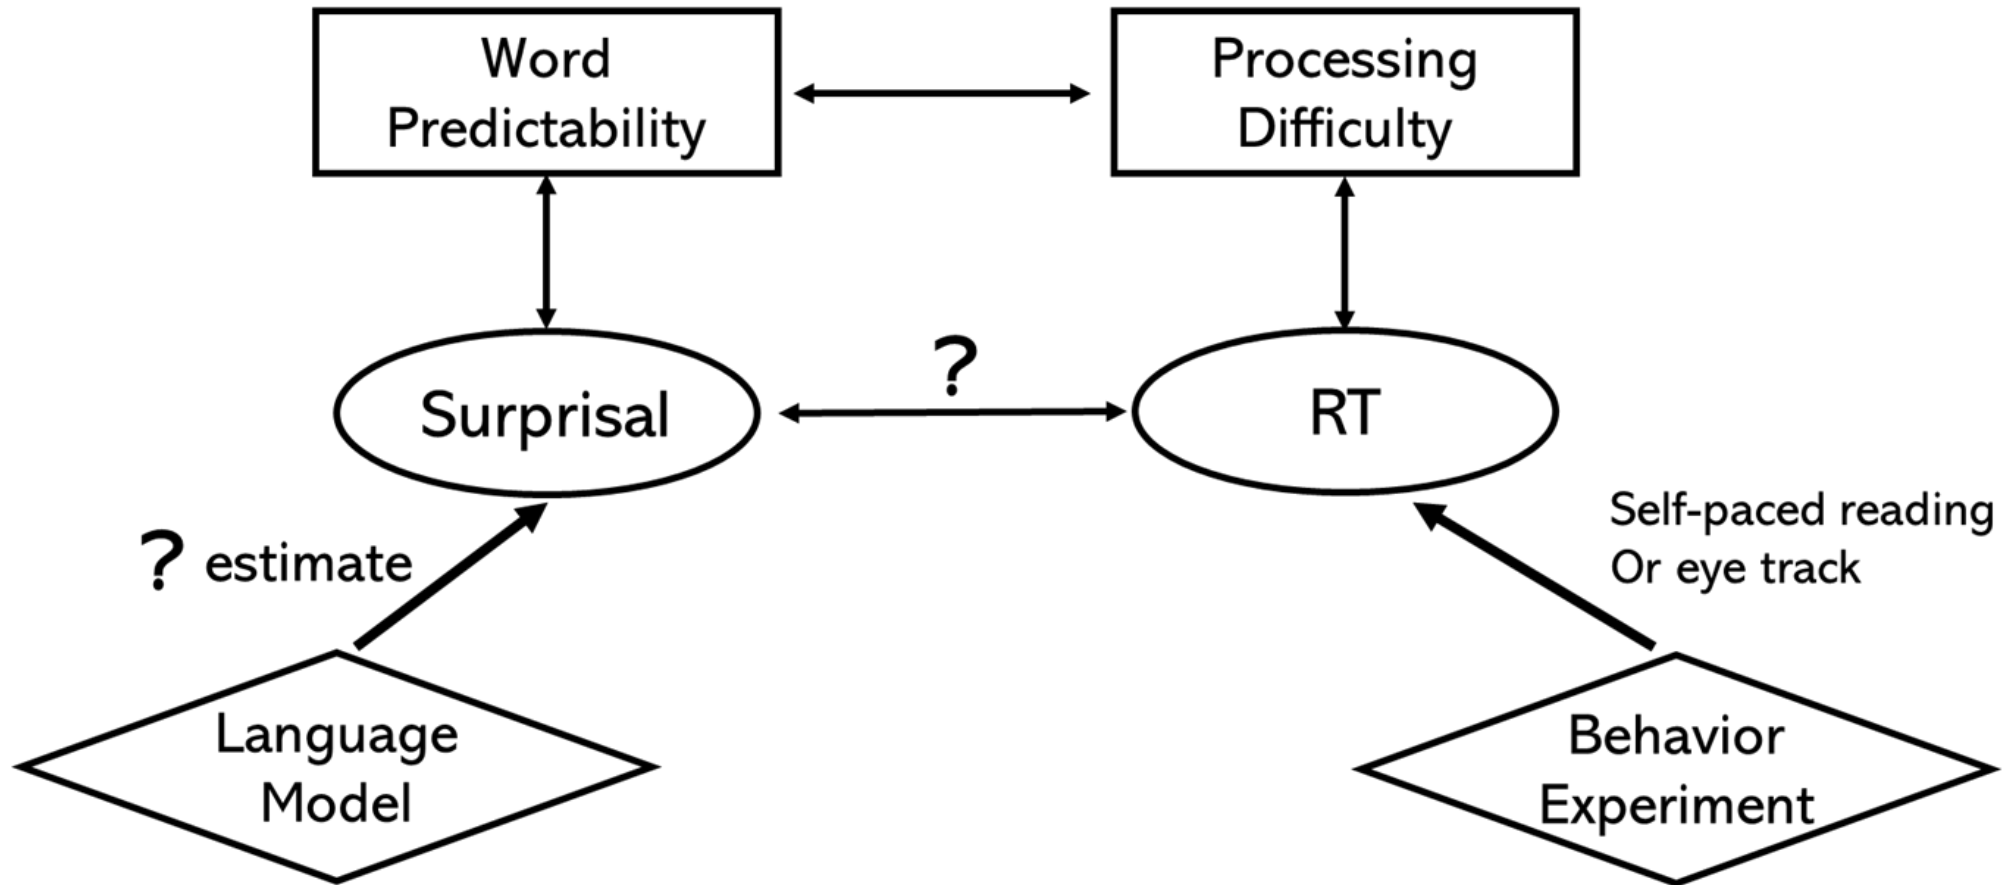 Word
Predictability
Processing
Difficulty
?
Surprisal
RT
? estimate
Self-paced reading
Or eye track
Language
Model
Behavior
Experiment